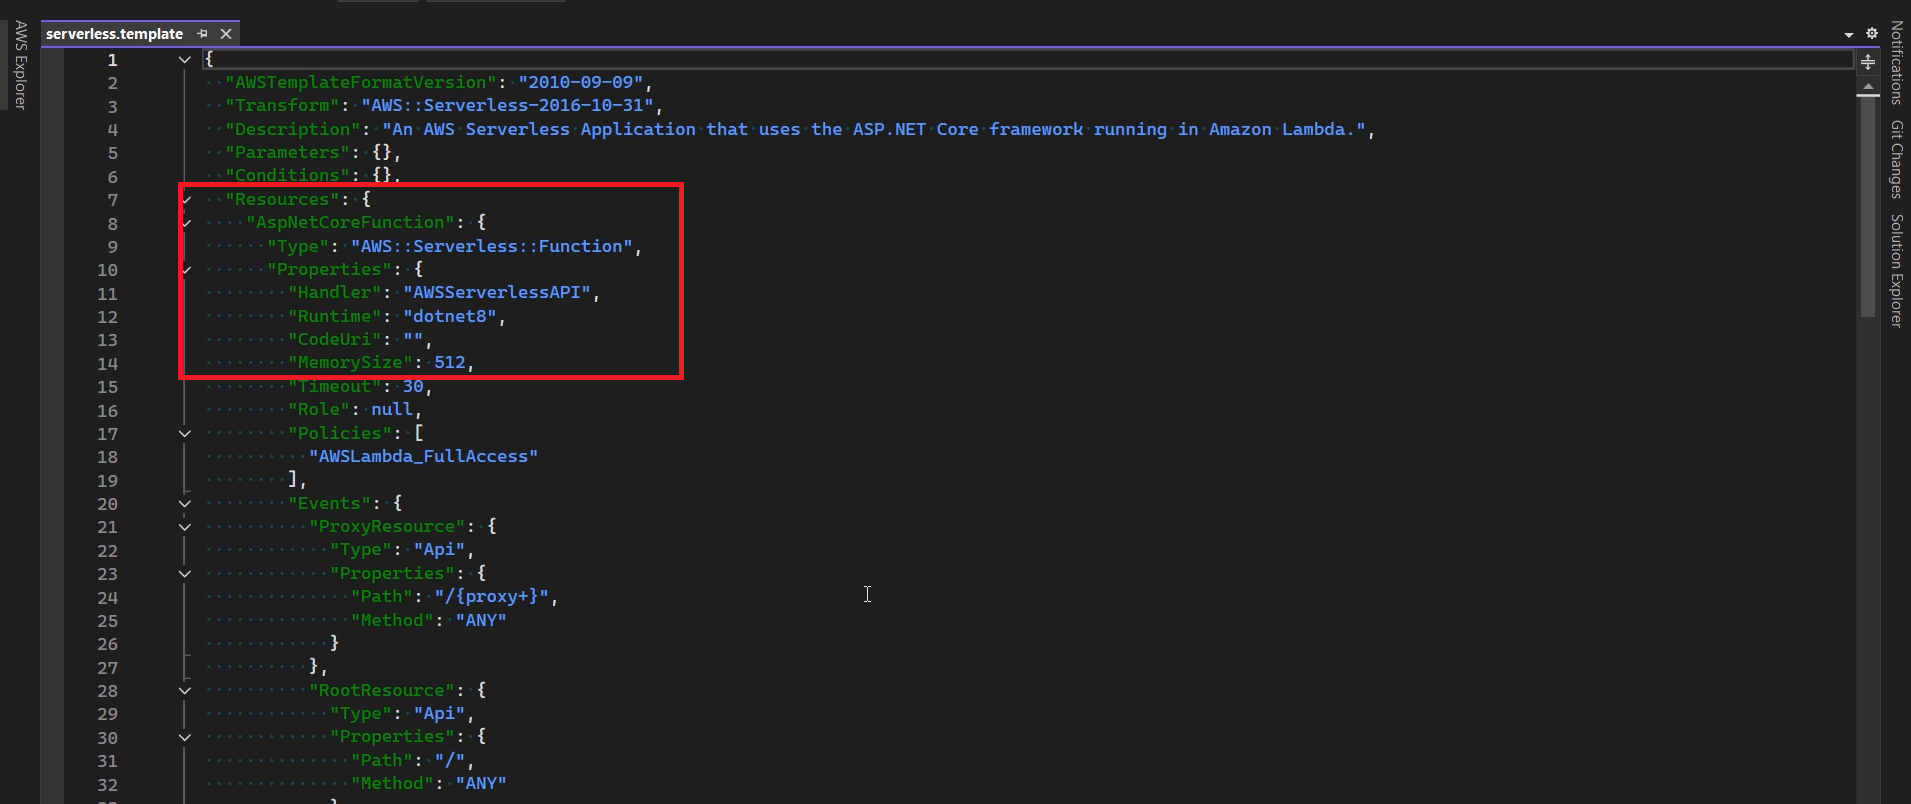 serverless.template
AWS Explorer
1 {
2 "AWSTemplateFormatVersion": "2010-09-09",
3 "Transform": "AWS::Serverless-2016-10-31",
4 "Description": "An AWS Serverless Application that uses the ASP.NET Core framework running in Amazon Lambda.",
5 "Parameters": {},
6 "Conditions": {},
7 "Resources": {
8 "AspNetCoreFunction": {
9 "Type": "AWS::Serverless::Function",
10 "Properties": {
11 "Handler": "AWSServerlessAPI",
12 "Runtime": "dotnet8",
13 "CodeUri": "",
14 "MemorySize": 512,
15 "Timeout": 30,
16 "Role": null,
17 "Policies": [
18 "AWSLambda_FullAccess"
19 ],
20 "Events": {
21 "ProxyResource": {
22 "Type": "Api",
23 "Properties": {
24 "Path": "/{proxy+}",
25 "Method": "ANY"
26 }
27 },
28 "RootResource": {
29 "Type": "Api",
30 "Properties": {
31 "Path": "/",
32 "Method": "ANY"
Notifications
Git Changes
Solution Explorer